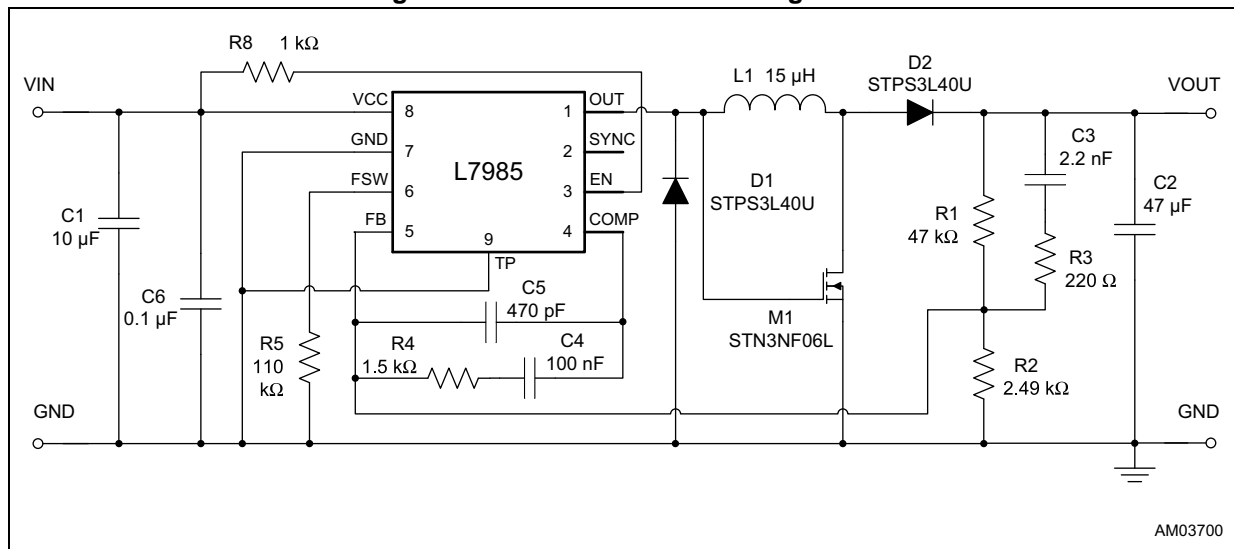 R8 1 kΩ
VIN
VCC
8
GND
7
FSW
6
FB
5
L7985
9
TP
1
OUT
2
SYNC
3
EN
4
COMP
L1 15 µH
D2
STPS3L40U
VOUT
D1
STPS3L40U
C3
2.2 nF
C2
47 µF
C1
10 µF
R1
47 kΩ
R3
220 Ω
C6
0.1 µF
C5
470 pF
M1
STN3NF06L
R5
110
kΩ
R4
1.5 kΩ
C4
100 nF
R2
2.49 kΩ
GND
GND
AM03700